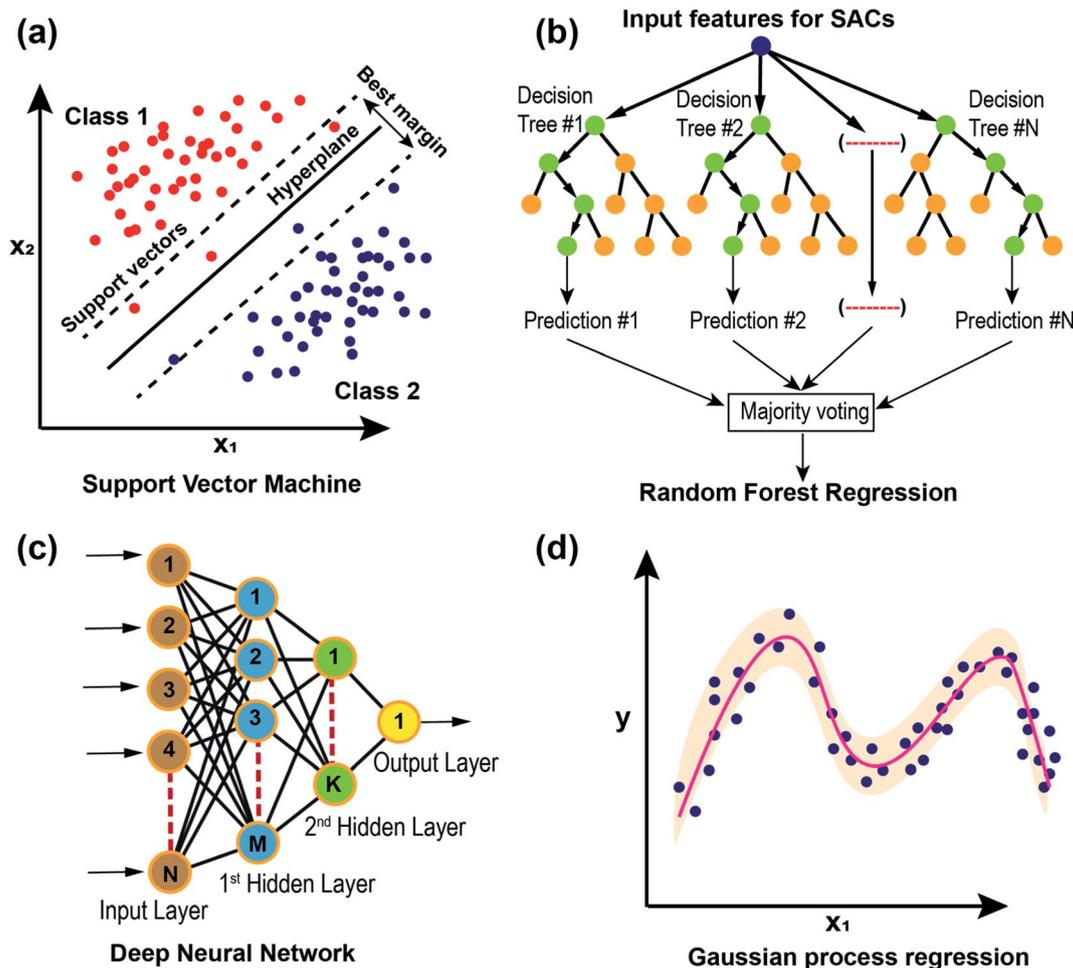 (a)
Class 1
Best margin
Hyperplane
Support vectors
x₂
Class 2
x₁
Support Vector Machine
(b)
Input features for SACs
Decision
Tree #1
Decision
Tree #2
(-------)
Decision
Tree #N
(-------)
Prediction #1
Prediction #2
Prediction #N
Majority voting
Random Forest Regression
(c)
1
2
3
4
N
1
2
3
M
1
K
1
Output Layer
2nd Hidden Layer
1st Hidden Layer
Input Layer
Deep Neural Network
(d)
y
x₁
Gaussian process regression